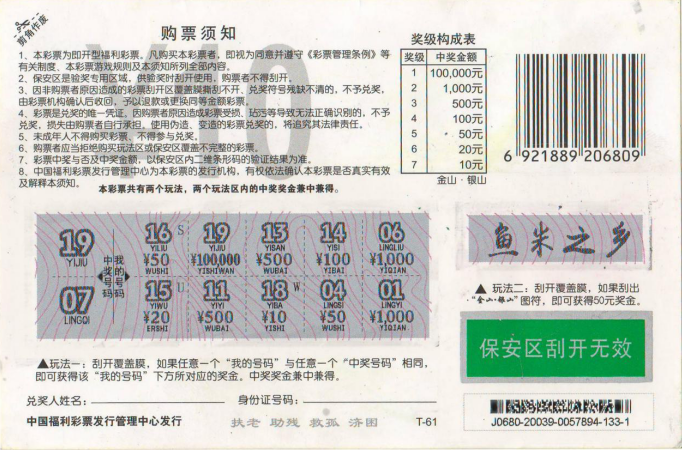 剪角作废
¥10
购票须知
1、本彩票为即开型福利彩票。凡购买本彩票者，即视为同意并遵守《彩票管理条例》等
有关制度、本彩票游戏规则及本须知所列全部内容。
2、保安区是验奖专用区域，供验奖时刮开使用，购票者不得刮开。
3、因非购票者原因造成的彩票刮开区覆盖膜撕刮不开、兑奖符号残缺不清的，不予兑奖，
由彩票机构确认后收回，予以退款或更换同等金额彩票。
4、彩票是兑奖的唯一凭证，因购票者原因造成彩票受损、玷污等导致无法正确识别的，不予
兑奖，损失由购票者自行承担。使用伪造、变造的彩票兑奖的，将追究其法律责任。
5、未成年人不得购买彩票、不得参与兑奖。
6、购票者应当拒绝购买玩法区或保安区覆盖不完整的彩票。
7、彩票中奖与否及中奖金额，以保安区内二维条形码的验证结果为准。
8、中国福利彩票发行管理中心为本彩票的发行机构，有权依法确认本彩票是否真实有效
及解释本须知。
本彩票共有两个玩法，两个玩法区内的中奖奖金兼中兼得。
奖级构成表
奖级 中奖金额
1 100,000元
2 1,000元
3 500元
4 100元
5 50元
6 20元
7 10元
金山·银山
6 921889 206809
19
YIJIU
07
LINGQI
中奖号码
我的号码
16 S 19 13 14 06
YILIU YIJIU YISAN YISI LINGLIU
¥50 ¥100,000 ¥500 ¥100 ¥1,000
WUSHI YISHIWAN WUBAI YIBAI YIQIAN
15 U 11 18 W 04 01
YIWU YIYI YIBA LINGSI LINGYI
¥20 ¥500 ¥10 ¥50 ¥1,000
ERSHI WUBAI YISHI WUSHI YIQIAN
鱼米之乡
▲ 玩法二：刮开覆盖膜，如果刮出
“金山·银山”图符，即可获得50元奖金。
保安区刮开无效
▲玩法一：刮开覆盖膜，如果任意一个“我的号码”与任意一个“中奖号码”相同，
即可获得该“我的号码”下方所对应的奖金。中奖奖金兼中兼得。
兑奖人姓名： 身份证号码：
中国福利彩票发行管理中心发行 扶老 助残 救孤 济困 T-61
J0680-20039-0057894-133-1